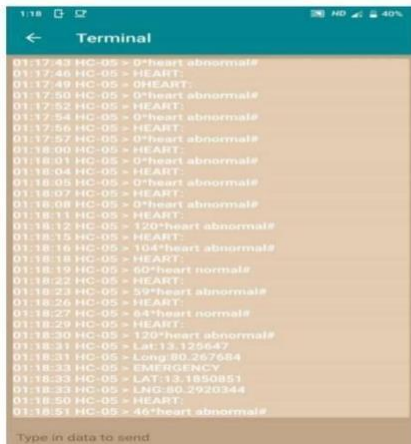 1:18 HD 40%
Terminal
01:17:43 HC-05 > 0*heart abnormal#
01:17:46 HC-05 > HEART:
01:17:49 HC-05 > 0HEART:
01:17:50 HC-05 > 0*heart abnormal#
01:17:52 HC-05 > HEART:
01:17:54 HC-05 > 0*heart abnormal#
01:17:56 HC-05 > HEART:
01:17:57 HC-05 > 0*heart abnormal#
01:18:00 HC-05 > HEART:
01:18:01 HC-05 > 0*heart abnormal#
01:18:04 HC-05 > HEART:
01:18:05 HC-05 > 0*heart abnormal#
01:18:07 HC-05 > HEART:
01:18:08 HC-05 > 0*heart abnormal#
01:18:11 HC-05 > HEART:
01:18:12 HC-05 > 120*heart abnormal#
01:18:15 HC-05 > HEART:
01:18:16 HC-05 > 104*heart abnormal#
01:18:18 HC-05 > HEART:
01:18:19 HC-05 > 60*heart normal#
01:18:22 HC-05 > HEART:
01:18:23 HC-05 > 59*heart abnormal#
01:18:26 HC-05 > HEART:
01:18:27 HC-05 > 64*heart normal#
01:18:29 HC-05 > HEART:
01:18:30 HC-05 > 120*heart abnormal#
01:18:31 HC-05 > Lat:13.125647
01:18:31 HC-05 > Long:80.267684
01:18:33 HC-05 > EMERGENCY
01:18:33 HC-05 > LAT:13.1850851
01:18:33 HC-05 > LNG:80.2920344
01:18:50 HC-05 > HEART:
01:18:51 HC-05 > 46*heart abnormal#
Type in data to send